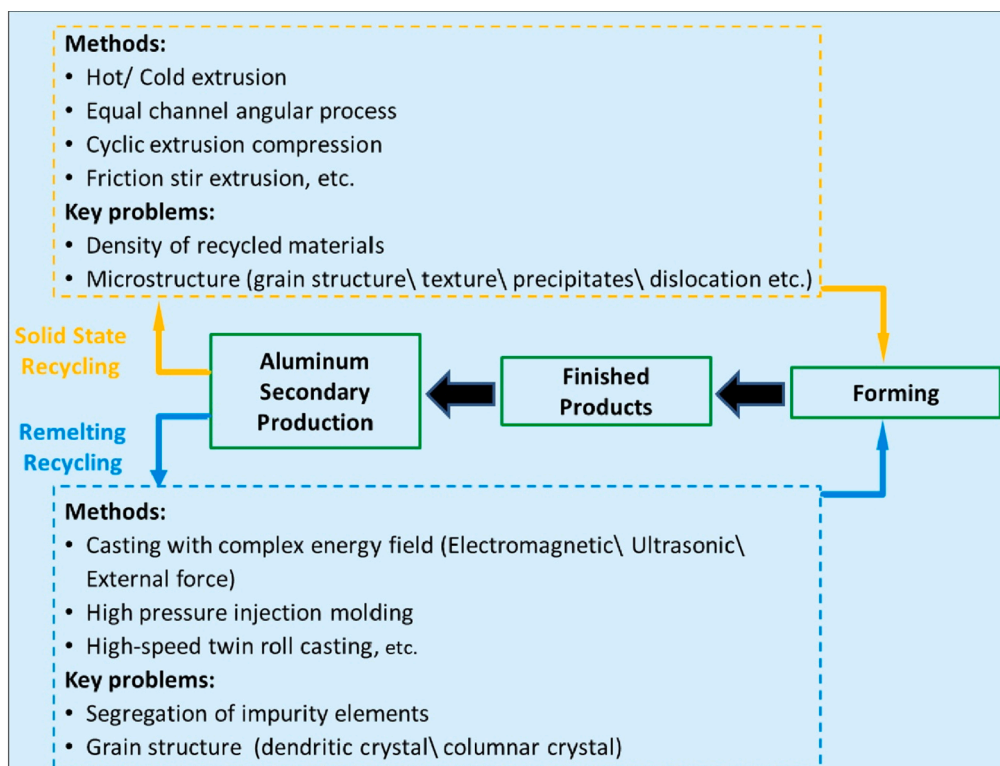 Methods:
• Hot/ Cold extrusion
• Equal channel angular process
• Cyclic extrusion compression
• Friction stir extrusion, etc.
Key problems:
• Density of recycled materials
• Microstructure (grain structure\ texture\ precipitates\ dislocation etc.)
Solid State
Recycling
Aluminum
Secondary
Production
Finished
Products
Forming
Remelting
Recycling
Methods:
• Casting with complex energy field (Electromagnetic\ Ultrasonic\
External force)
• High pressure injection molding
• High-speed twin roll casting, etc.
Key problems:
• Segregation of impurity elements
• Grain structure (dendritic crystal\ columnar crystal)